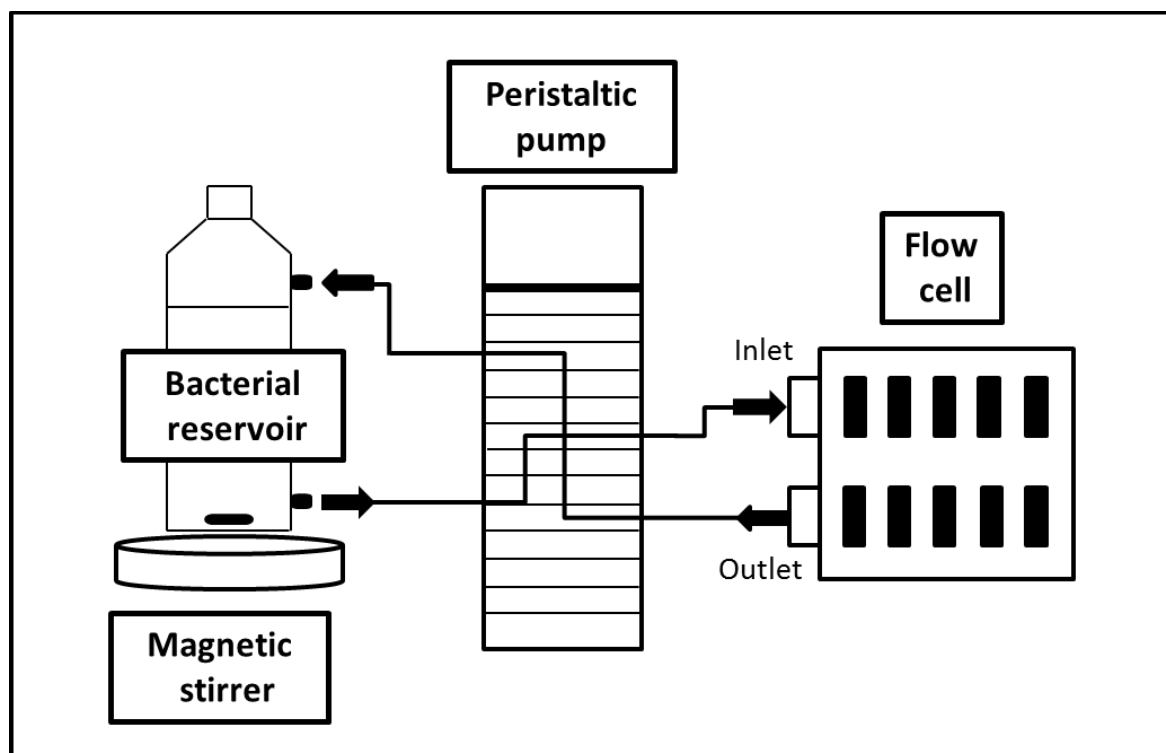 Peristaltic
pump
Flow
cell
Inlet
Bacterial
reservoir
Outlet
Magnetic
stirrer